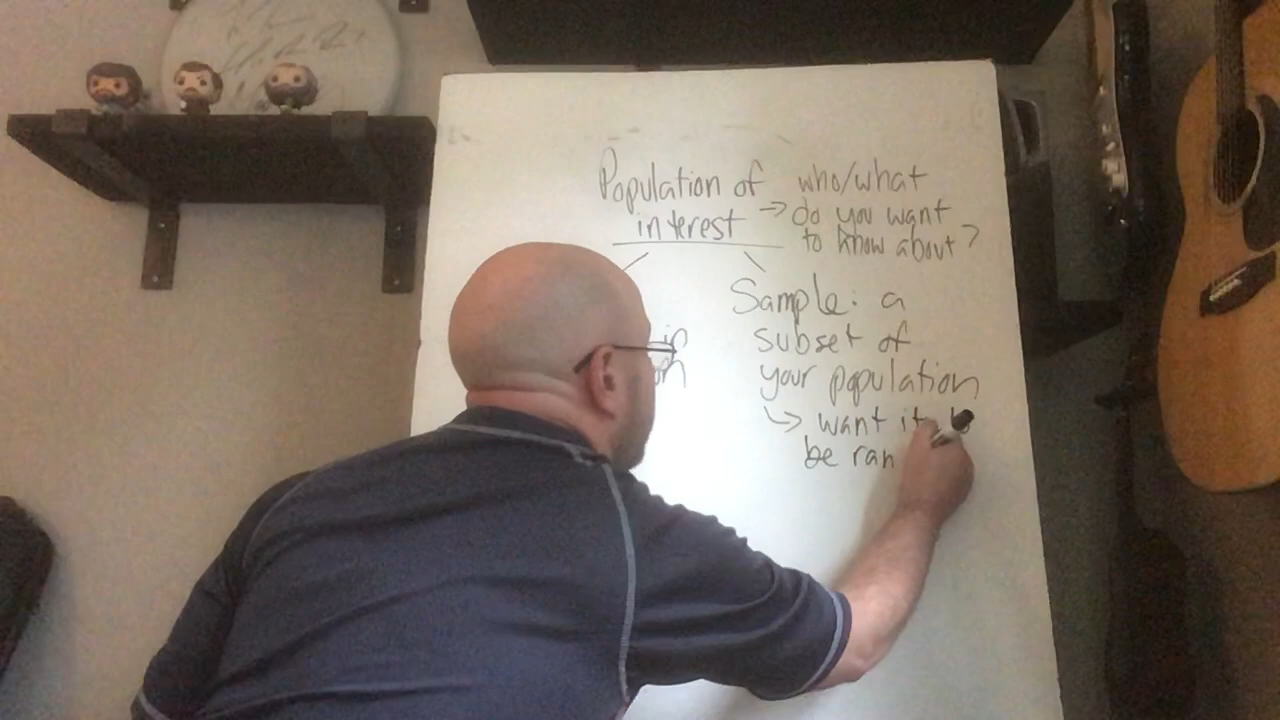 Population of
interest
→ who/what
do you want
to know about?
Sample: a
subset of
your population
↳ want it
be ran
in